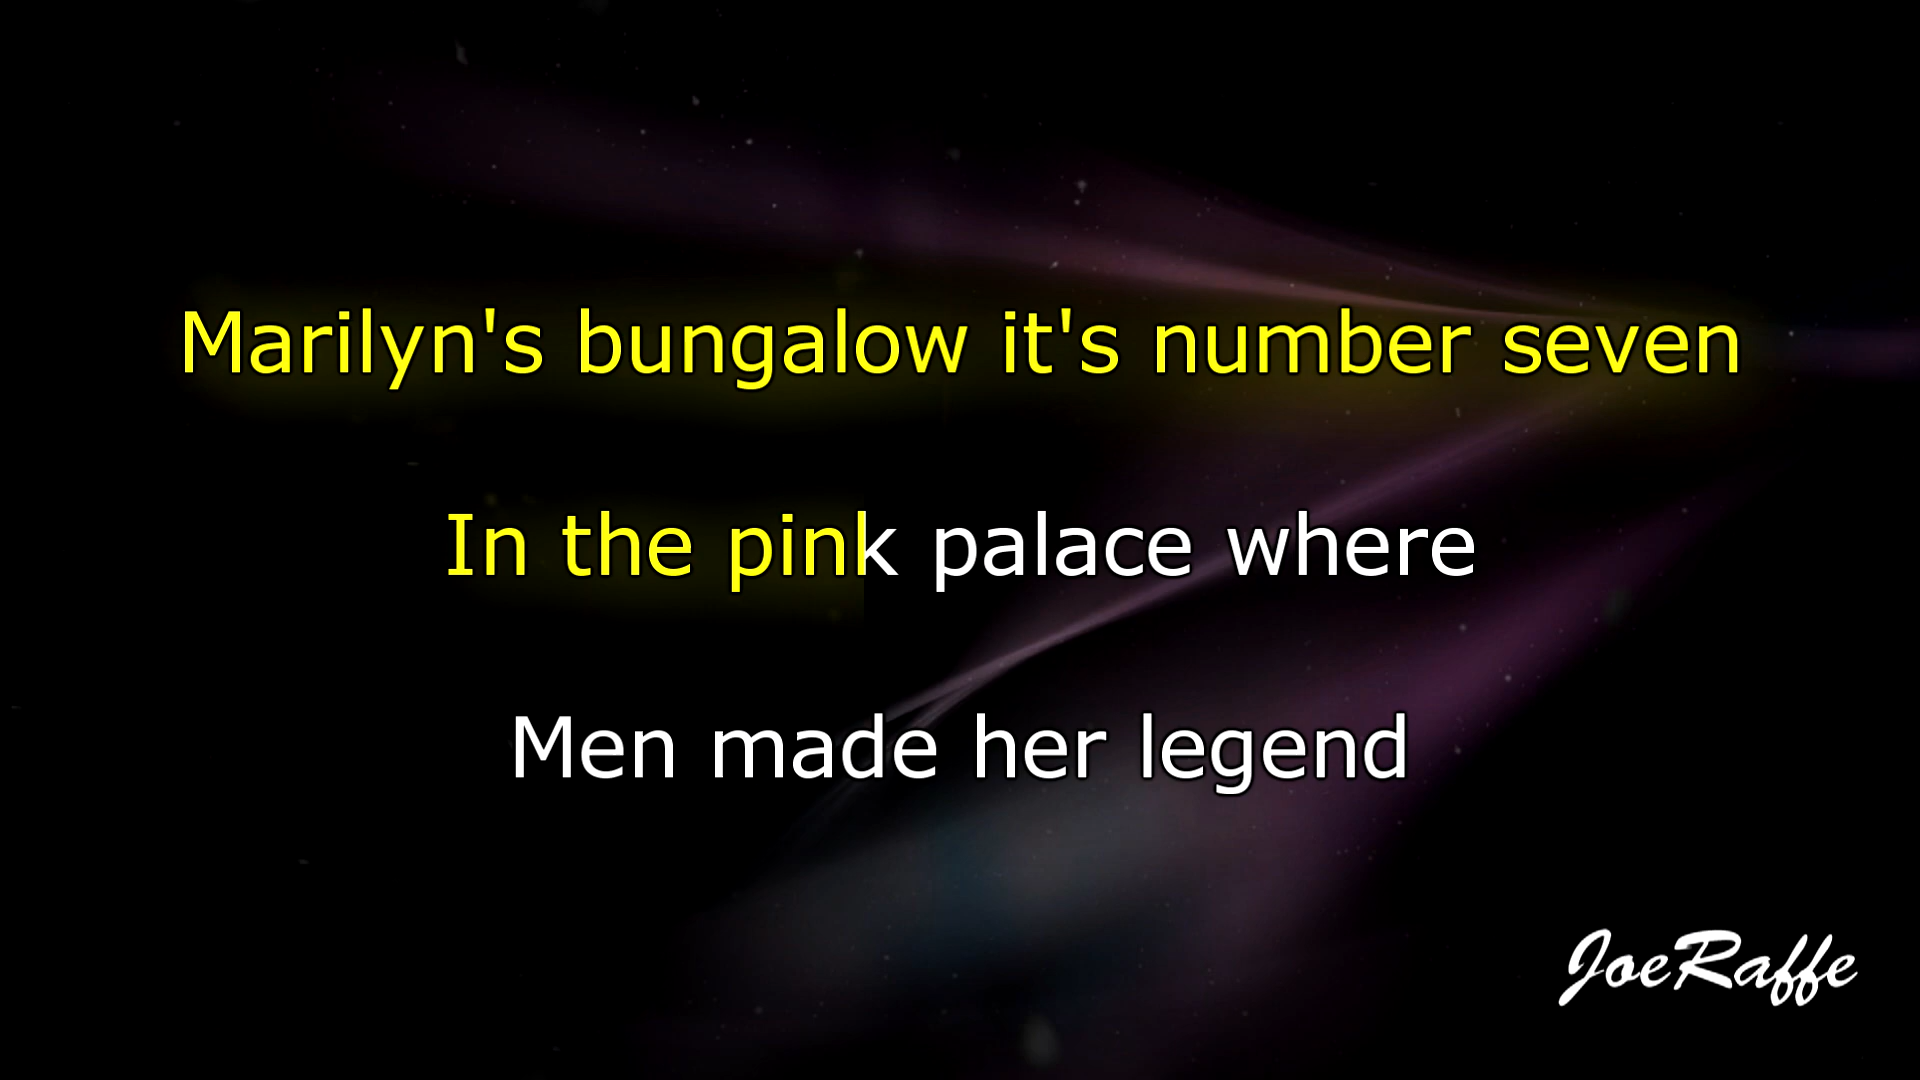 Marilyn's bungalow it's number seven
In the pink palace where
Men made her legend
JoeRaffe